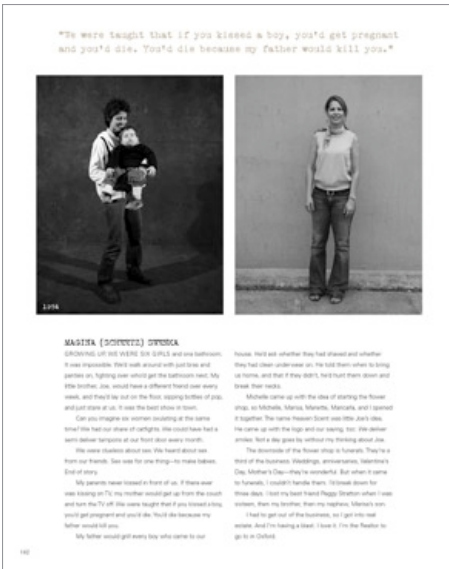 "We were taught that if you kissed a boy, you'd get pregnant
and you'd die. You'd die because my father would kill you."
1984
GROWING UP, WE WERE SIX GIRLS and one bathroom.
It was impossible. We'd walk around with just bras and
panties on, fighting over who'd get the bathroom next. My
little brother, Joe, would have a different friend over every
week, and they'd lay out on the floor, sipping bottles of pop,
and just stare at us. It was the best show in town.
Can you imagine six women ovulating at the same
time? We had our share of catfights. We could have had a
semi deliver tampons at our front door every month.
We were clueless about sex. We heard about sex
from our friends. Sex was for one thing—to make babies.
End of story.
My parents never kissed in front of us. If there ever
was kissing on TV, my mother would get up from the couch
and turn the TV off. We were taught that if you kissed a boy,
you'd get pregnant and you'd die. You'd die because my
father would kill you.
My father would grill every boy who came to our
house. He'd ask whether they had shaved and whether
they had clean underwear on. He told them when to bring
us home, and that if they didn't, he'd hunt them down and
break their necks.
Michelle came up with the idea of starting the flower
shop, so Michelle, Marisa, Mariette, Maricarla, and I opened
it together. The name Heaven Scent was little Joe's idea.
He came up with the logo and our saying, too: We deliver
smiles. Not a day goes by without my thinking about Joe.
The downside of the flower shop is funerals. They're a
third of the business. Weddings, anniversaries, Valentine's
Day, Mother's Day—they're wonderful. But when it came
to funerals, I couldn't handle them. I'd break down for
three days. I lost my best friend Peggy Stratton when I was
sixteen, then my brother, then my nephew, Marisa's son.
I had to get out of the business, so I got into real
estate. And I'm having a blast. I love it. I'm the Realtor to
go to in Oxford.